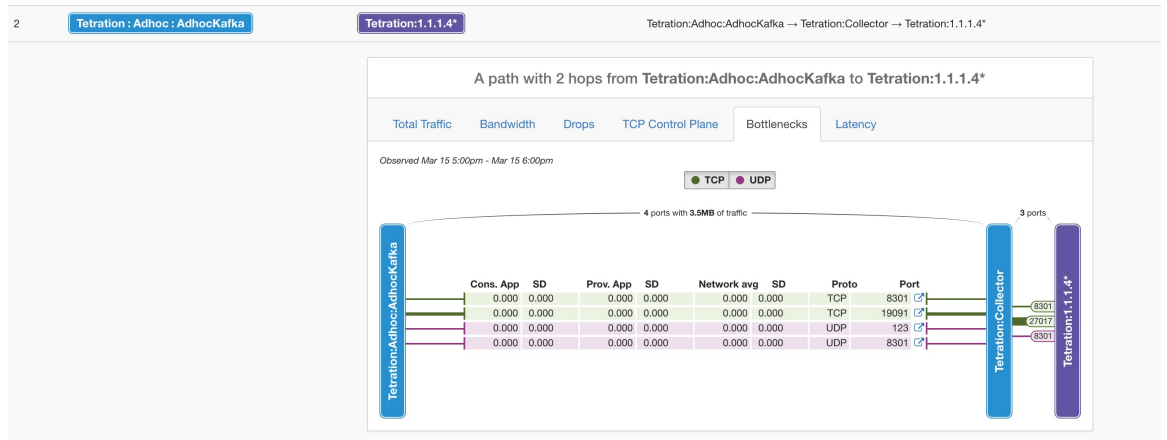 2 Tetration : Adhoc : AdhocKafka Tetration:1.1.1.4* Tetration:Adhoc:AdhocKafka → Tetration:Collector → Tetration:1.1.1.4*
A path with 2 hops from Tetration:Adhoc:AdhocKafka to Tetration:1.1.1.4*
Total Traffic Bandwidth Drops TCP Control Plane Bottlenecks Latency
Observed Mar 15 5:00pm - Mar 15 6:00pm
TCP UDP
4 ports with 3.5MB of traffic 3 ports
Tetration:Adhoc:AdhocKafka
Cons. App SD Prov. App SD Network avg SD Proto Port
0.000 0.000 0.000 0.000 0.000 0.000 TCP 8301
0.000 0.000 0.000 0.000 0.000 0.000 TCP 19091
0.000 0.000 0.000 0.000 0.000 0.000 UDP 123
0.000 0.000 0.000 0.000 0.000 0.000 UDP 8301
Tetration:Collector
8301
27017
8301
Tetration:1.1.1.4*